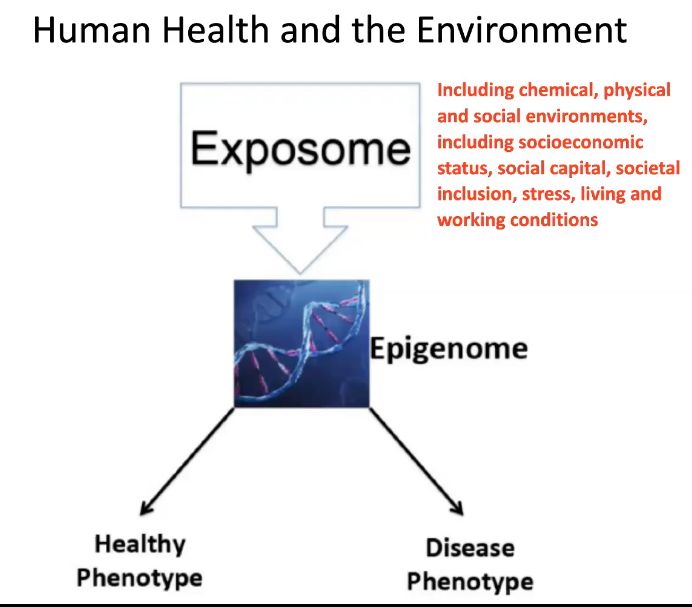 Human Health and the Environment
Exposome
Including chemical, physical
and social environments,
including socioeconomic
status, social capital, societal
inclusion, stress, living and
working conditions
Epigenome
Healthy
Phenotype
Disease
Phenotype